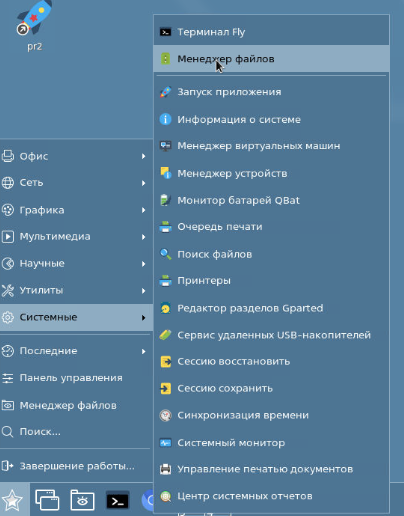 pr2
Офис
Сеть
Графика
Мультимедиа
Научные
Утилиты
Системные
Последние
Панель управления
Менеджер файлов
Поиск...
Завершение работы...
Терминал Fly
Менеджер файлов
Запуск приложения
Информация о системе
Менеджер виртуальных машин
Менеджер устройств
Монитор батарей QBat
Очередь печати
Поиск файлов
Принтеры
Редактор разделов Gparted
Сервис удаленных USB-накопителей
Сессию восстановить
Сессию сохранить
Синхронизация времени
Системный монитор
Управление печатью документов
Центр системных отчетов